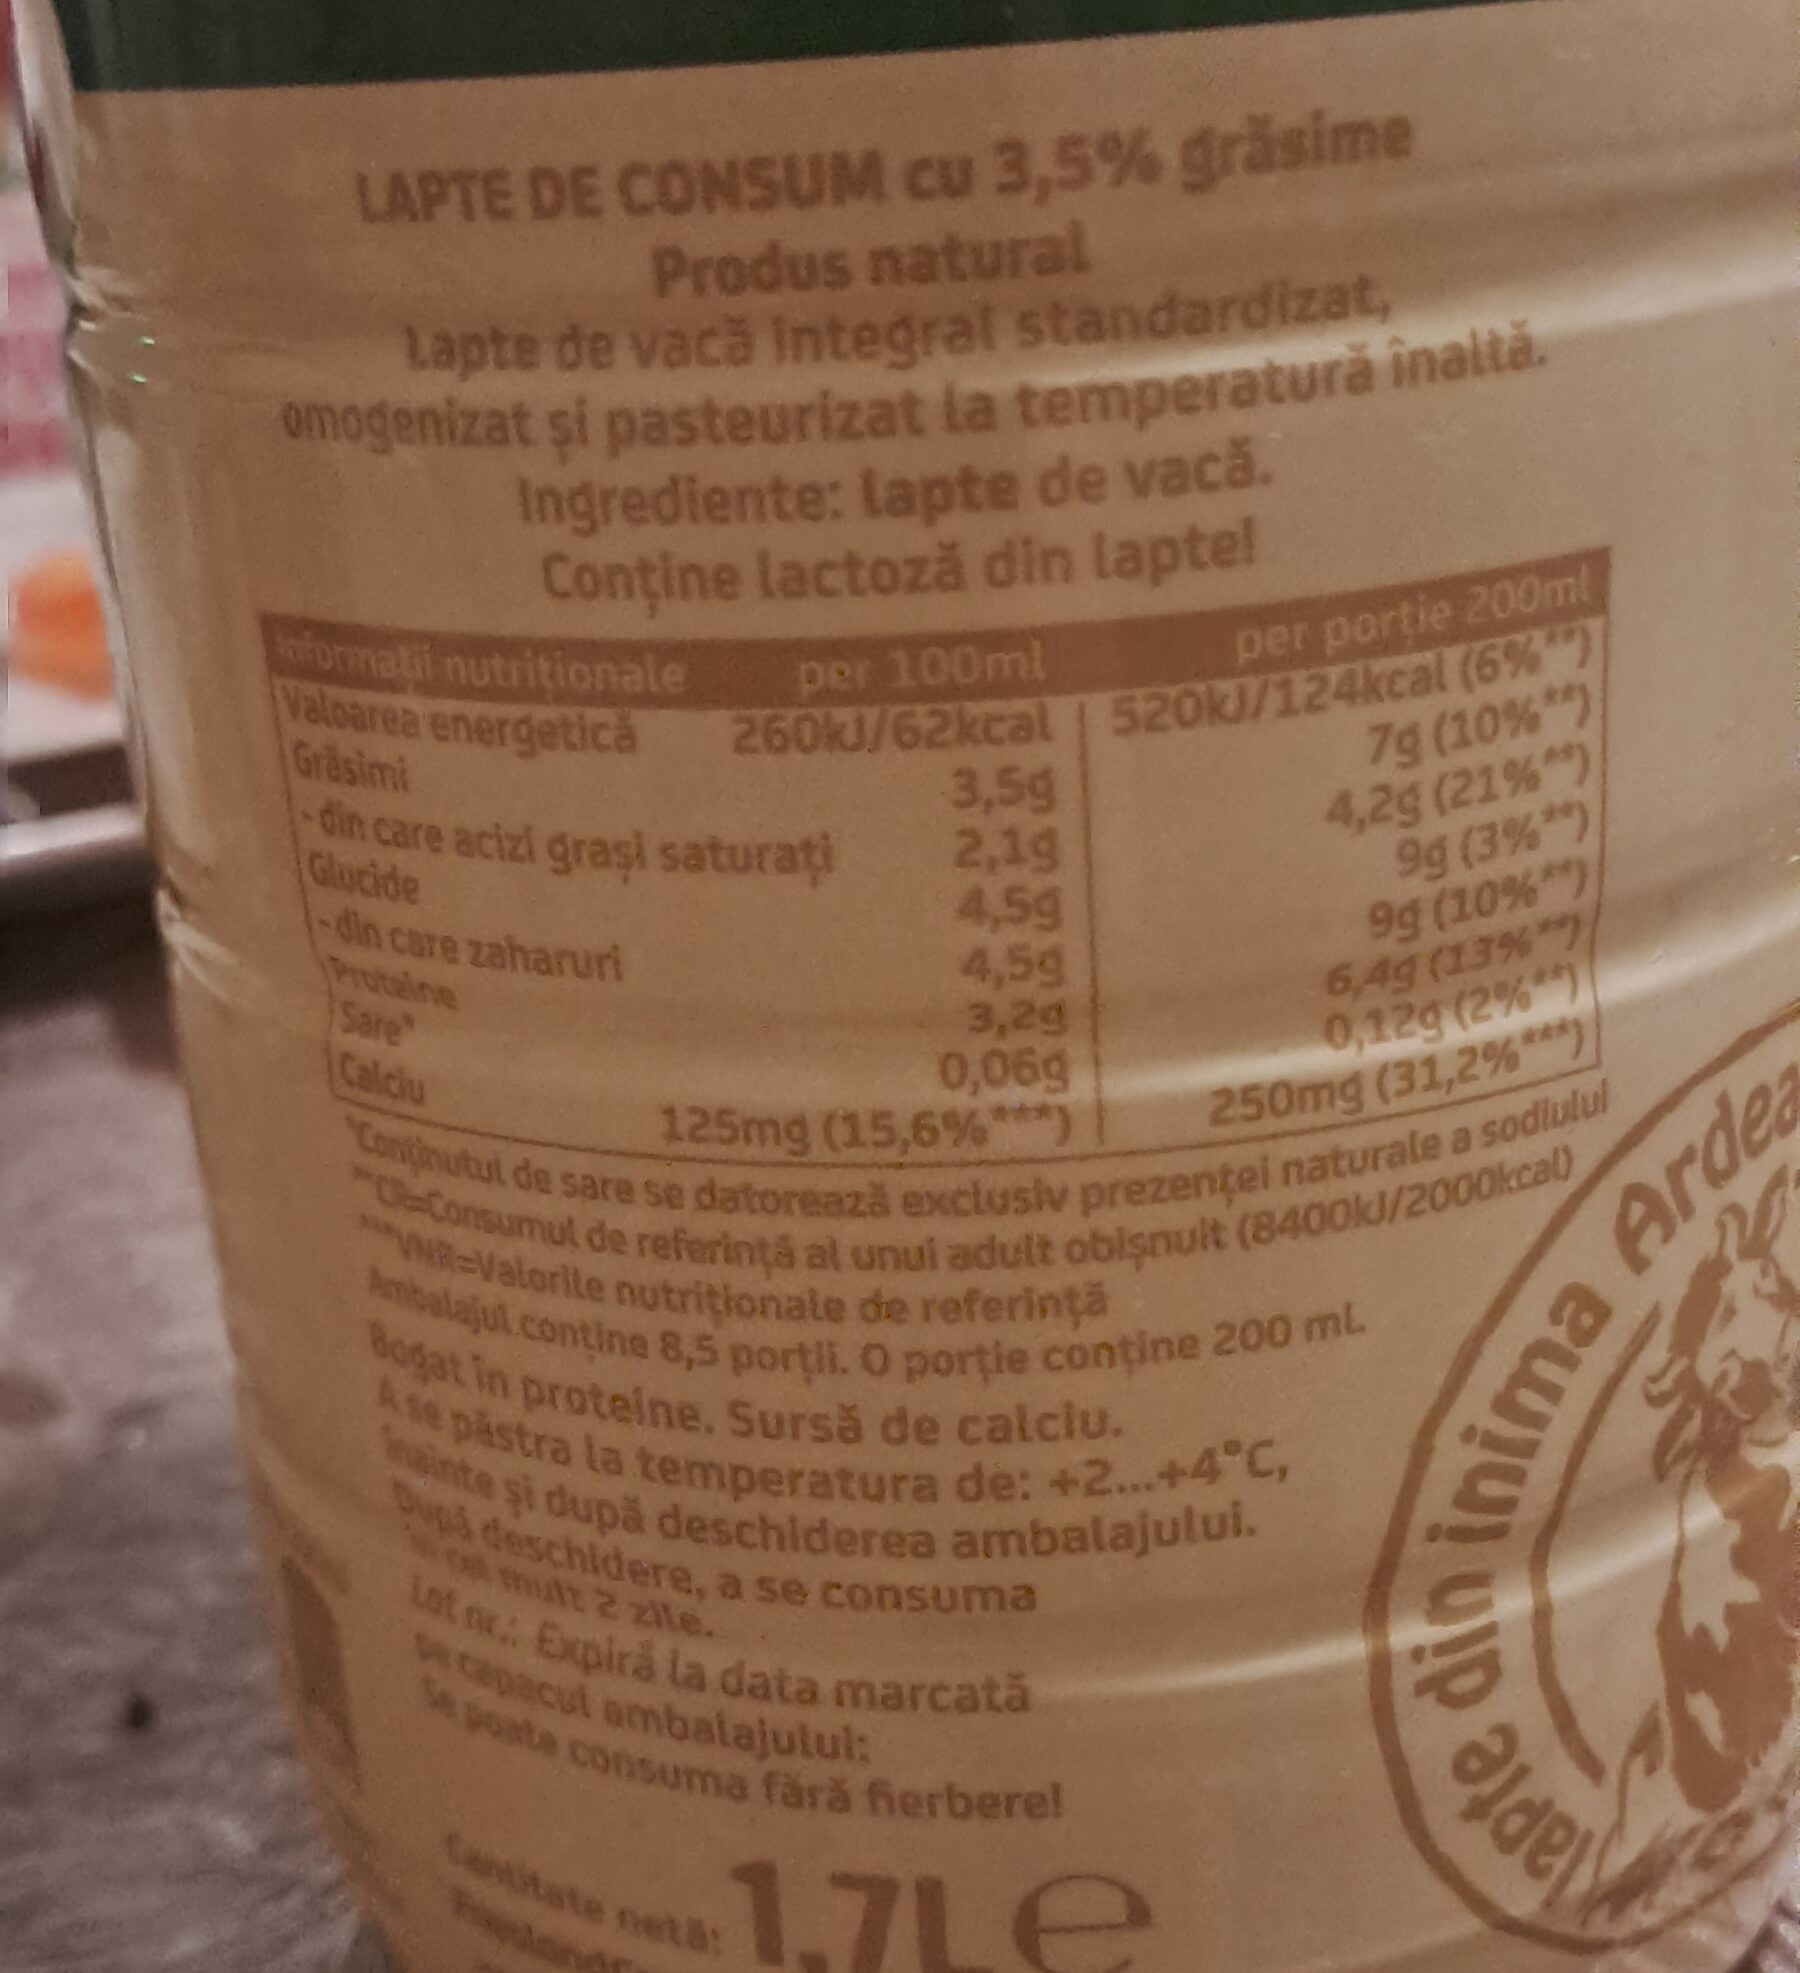 LAPTE DE CONSUM cu 3,5% grăsime
Produs natural
Lapte de vacă integral standardizat,
omogenizat și pasteurizat la temperatură înaltă.
Ingrediente: lapte de vacă.
Conține lactoză din lapte!
Informații nutriționale per 100ml per porție 200ml
Valoarea energetică 260kJ/62kcal 520kJ/124kcal (6%**)
Grăsimi 3,5g 7g (10%**)
- din care acizi grași saturați 2,1g 4,2g (21%**)
Glucide 4,5g 9g (3%**)
- din care zaharuri 4,5g 9g (10%**)
Proteine 3,2g 6,4g (13%**)
Sare* 0,06g 0,12g (2%**)
Calciu 125mg (15,6%***) 250mg (31,2%***)
*Conținutul de sare se datorează exclusiv prezenței naturale a sodiului
**CR=Consumul de referință al unui adult obișnuit (8400kJ/2000kcal)
***VNR=Valorile nutriționale de referință
Ambalajul conține 8,5 porții. O porție conține 200 ml.
Bogat în proteine. Sursă de calciu.
A se păstra la temperatura de: +2...+4°C,
înainte și după deschiderea ambalajului.
După deschidere, a se consuma
în cel mult 2 zile.
Lot nr.: Expiră la data marcată
pe capacul ambalajului:
Se poate consuma fără fierbere!
Cantitate netă: 1,7L e
lapte din inima